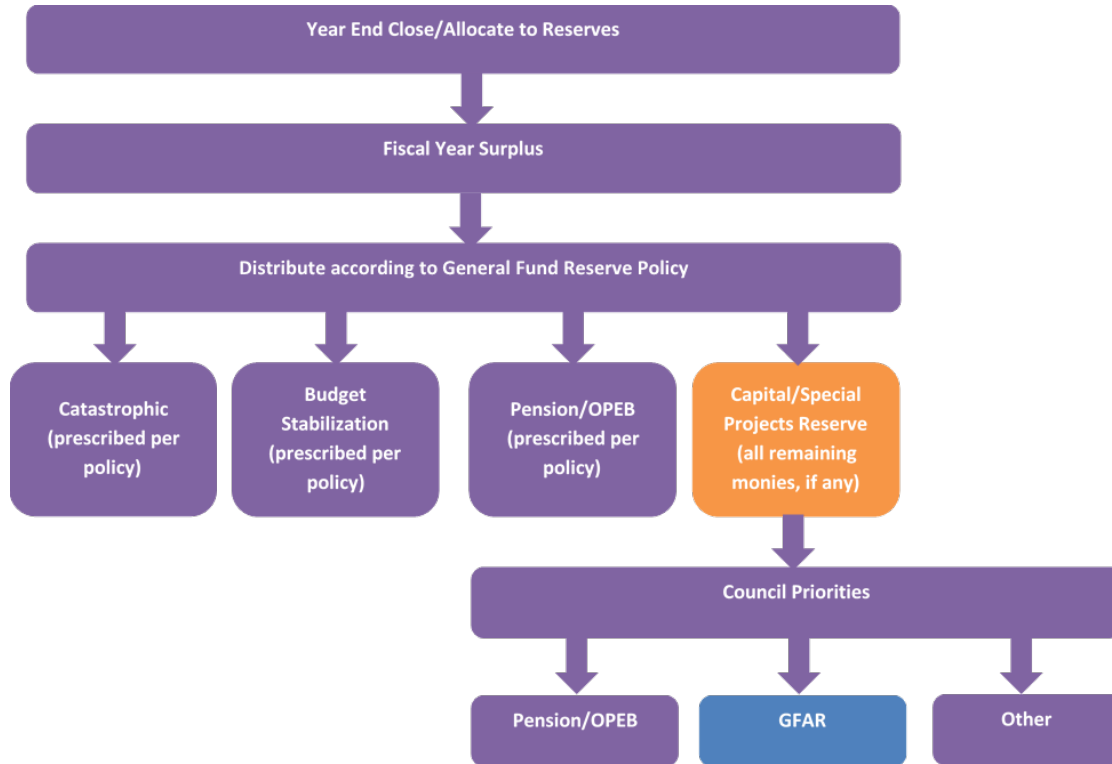 Year End Close/Allocate to Reserves
Fiscal Year Surplus
Distribute according to General Fund Reserve Policy
Catastrophic
(prescribed per
policy)
Budget
Stabilization
(prescribed per
policy)
Pension/OPEB
(prescribed per
policy)
Capital/Special
Projects Reserve
(all remaining
monies, if any)
Council Priorities
Pension/OPEB
GFAR
Other